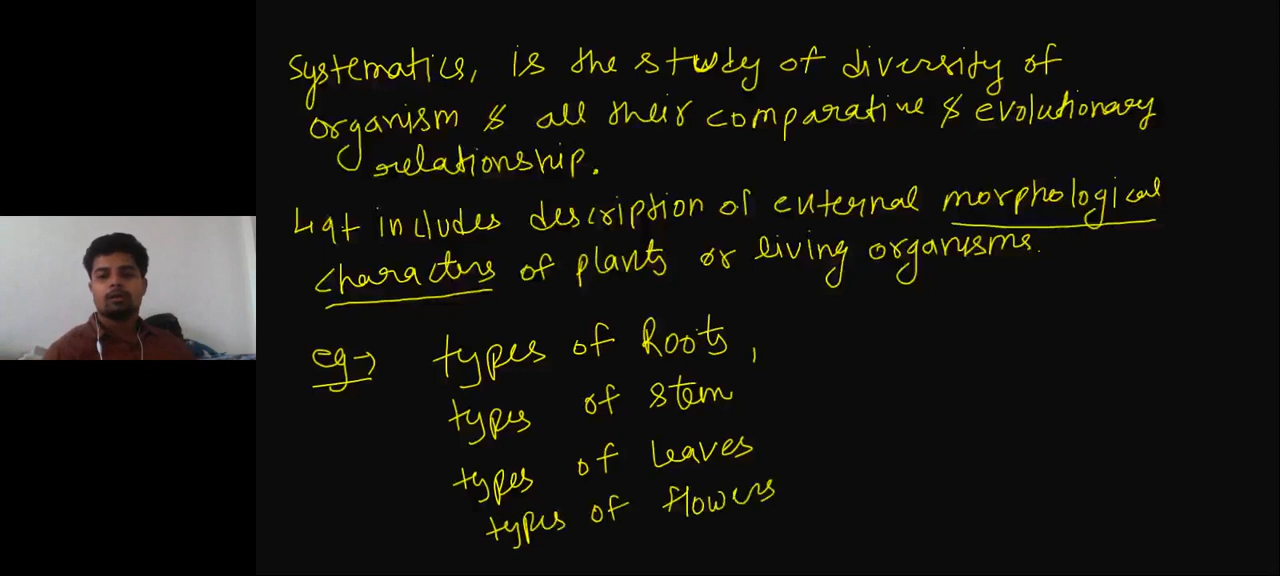 systematics, is the study of diversity of
organism & all their comparative & evolutionary
relationship.
↳ It includes description of external morphological
characters of plants or living organisms.
eg→ types of Roots,
types of stem
types of leaves
types of flowers